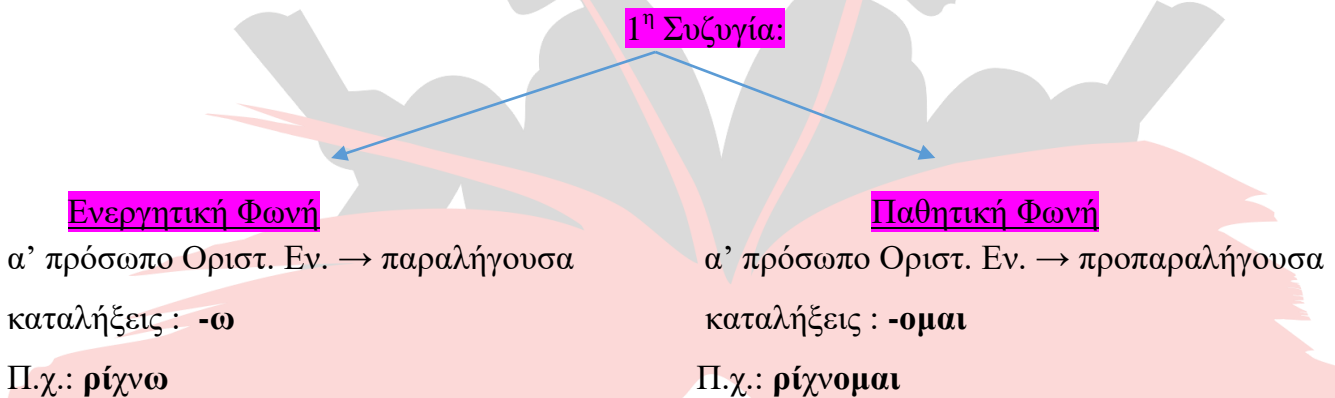 1η Συζυγία:
Ενεργητική Φωνή
α’ πρόσωπο Οριστ. Εν. → παραλήγουσα
καταλήξεις : -ω
Π.χ.: ρίχνω
Παθητική Φωνή
α’ πρόσωπο Οριστ. Εν. → προπαραλήγουσα
καταλήξεις : -ομαι
Π.χ.: ρίχνομαι